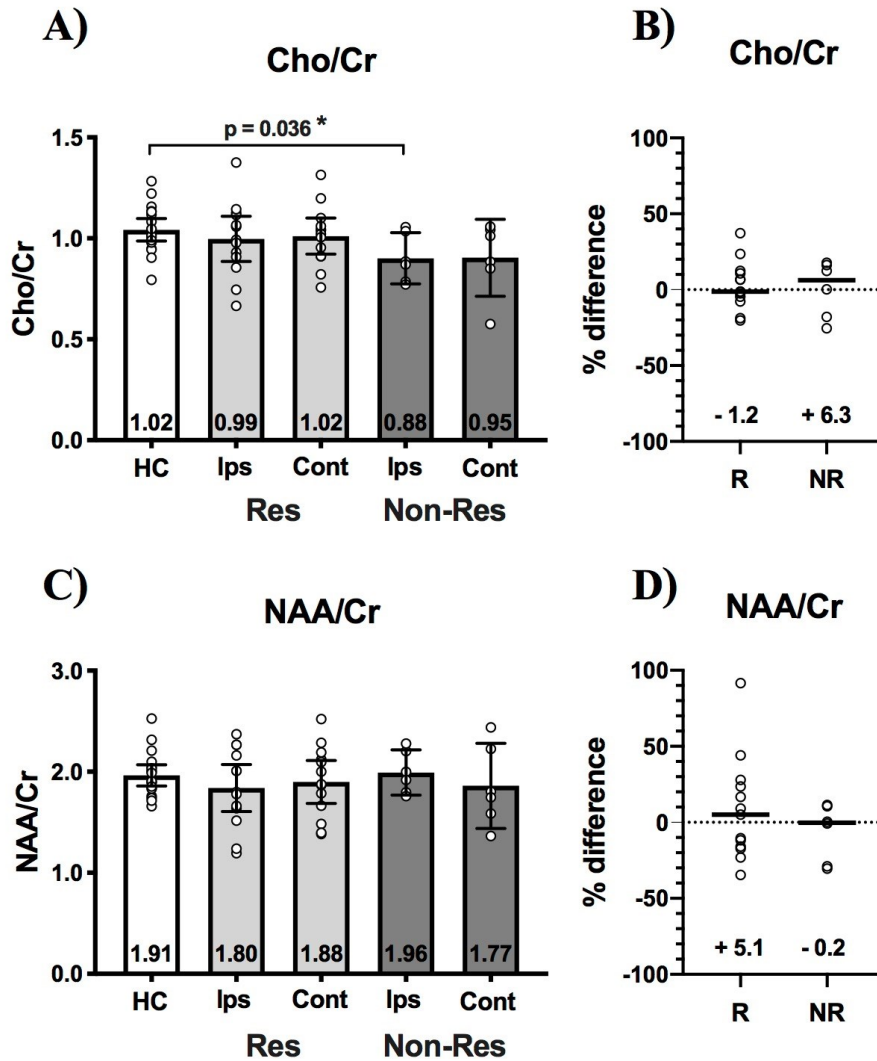 A)
Cho/Cr
p = 0.036 *
Cho/Cr
1.5
1.0
0.5
0.0
1.02 0.99 1.02 0.88 0.95
HC Ips Cont Ips Cont
Res Non-Res
B)
Cho/Cr
% difference
100
50
0
-50
-100
- 1.2 + 6.3
R NR
C)
NAA/Cr
NAA/Cr
3.0
2.0
1.0
0.0
1.91 1.80 1.88 1.96 1.77
HC Ips Cont Ips Cont
Res Non-Res
D)
NAA/Cr
% difference
100
50
0
-50
-100
+ 5.1 - 0.2
R NR